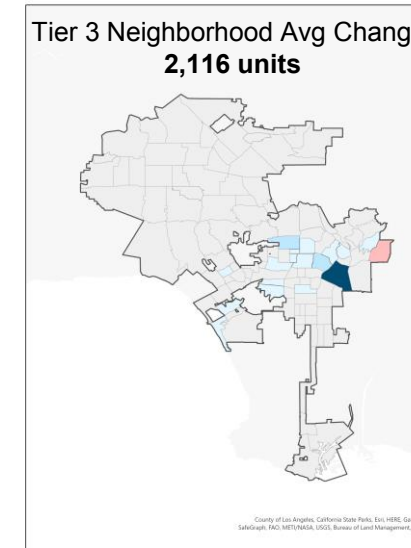 Tier 3 Neighborhood Avg Chang
2,116 units
County of Los Angeles, California State Parks, Esri, HERE, Ga
SafeGraph, FAO, METI/NASA, USGS, Bureau of Land Management,